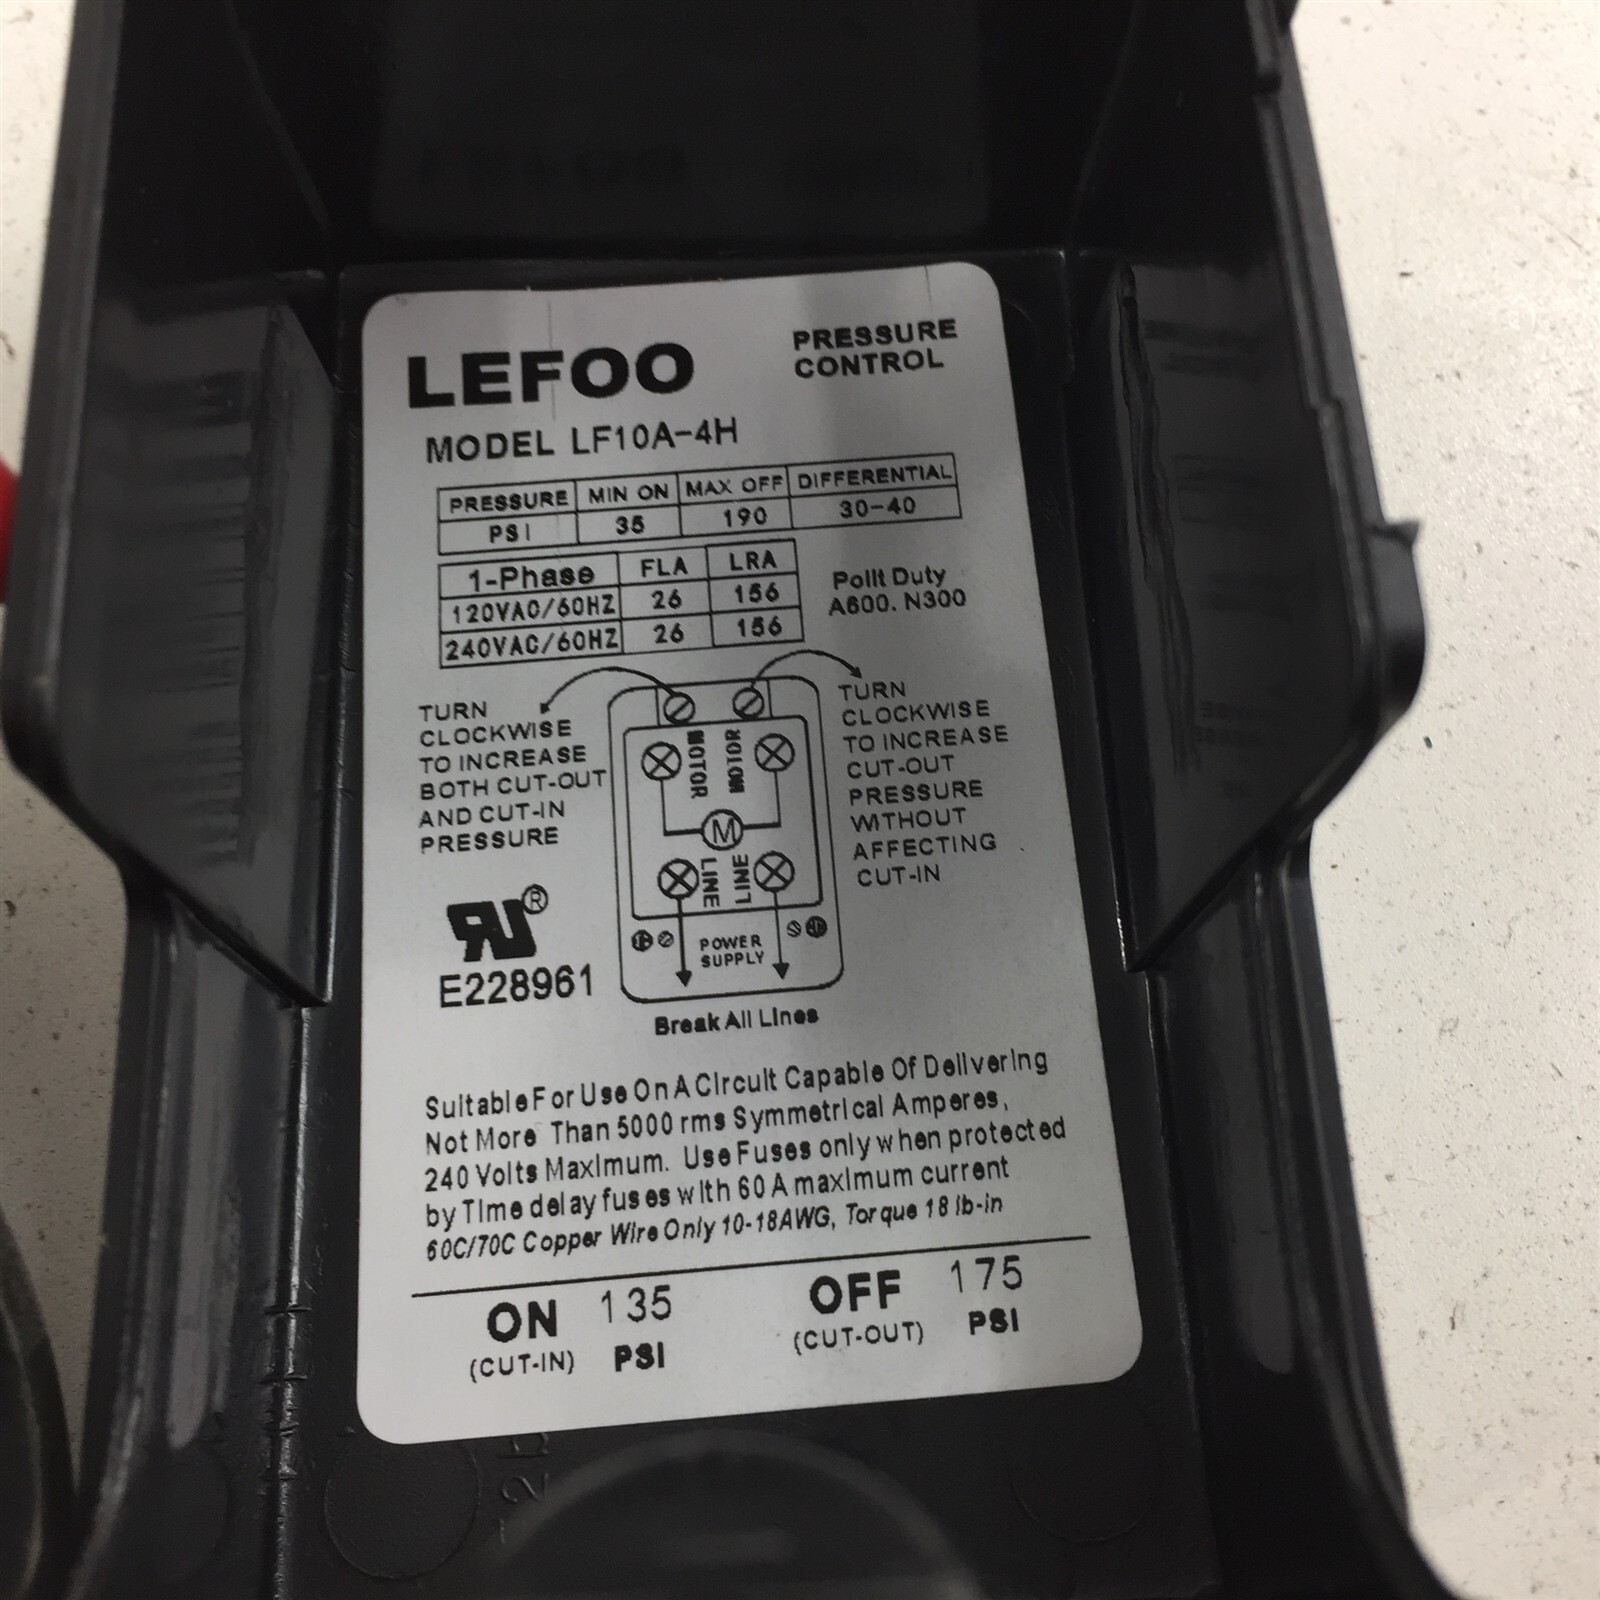 LEFOO
PRESSURE
CONTROL
MODEL LF10A-4H
PRESSURE MIN ON MAX OFF DIFFERENTIAL
PSI 35 190 30-40
1-Phase FLA LRA
120VAC/60HZ 26 156
240VAC/60HZ 26 156
Polit Duty
A600. N300
TURN
CLOCKWISE
TO INCREASE
BOTH CUT-OUT
AND CUT-IN
PRESSURE
MOTOR
MOTOR
M
LINE
LINE
POWER
SUPPLY
TURN
CLOCKWISE
TO INCREASE
CUT-OUT
PRESSURE
WITHOUT
AFFECTING
CUT-IN
RU®
E228961
Break All Lines
Suitable For Use On A Circuit Capable Of Delivering
Not More Than 5000 rms Symmetrical Amperes,
240 Volts Maximum. Use Fuses only when protected
by Time delay fuses with 60 A maximum current
60C/70C Copper Wire Only 10-18AWG, Torque 18 lb-in
ON 135
(CUT-IN) PSI
OFF 175
(CUT-OUT) PSI